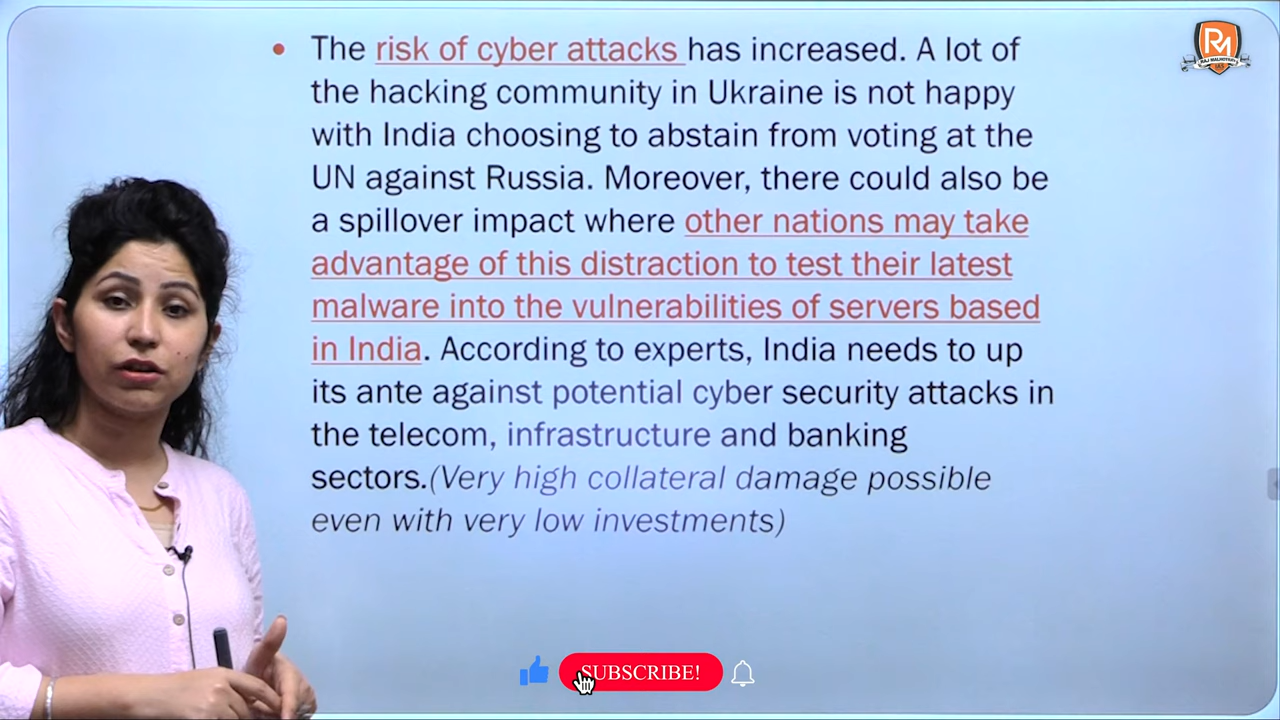 • The risk of cyber attacks has increased. A lot of
the hacking community in Ukraine is not happy
with India choosing to abstain from voting at the
UN against Russia. Moreover, there could also be
a spillover impact where other nations may take
advantage of this distraction to test their latest
malware into the vulnerabilities of servers based
in India. According to experts, India needs to up
its ante against potential cyber security attacks in
the telecom, infrastructure and banking
sectors.(Very high collateral damage possible
even with very low investments)
RM
RAJ MALHOTRA'S
IAS
SUBSCRIBE!